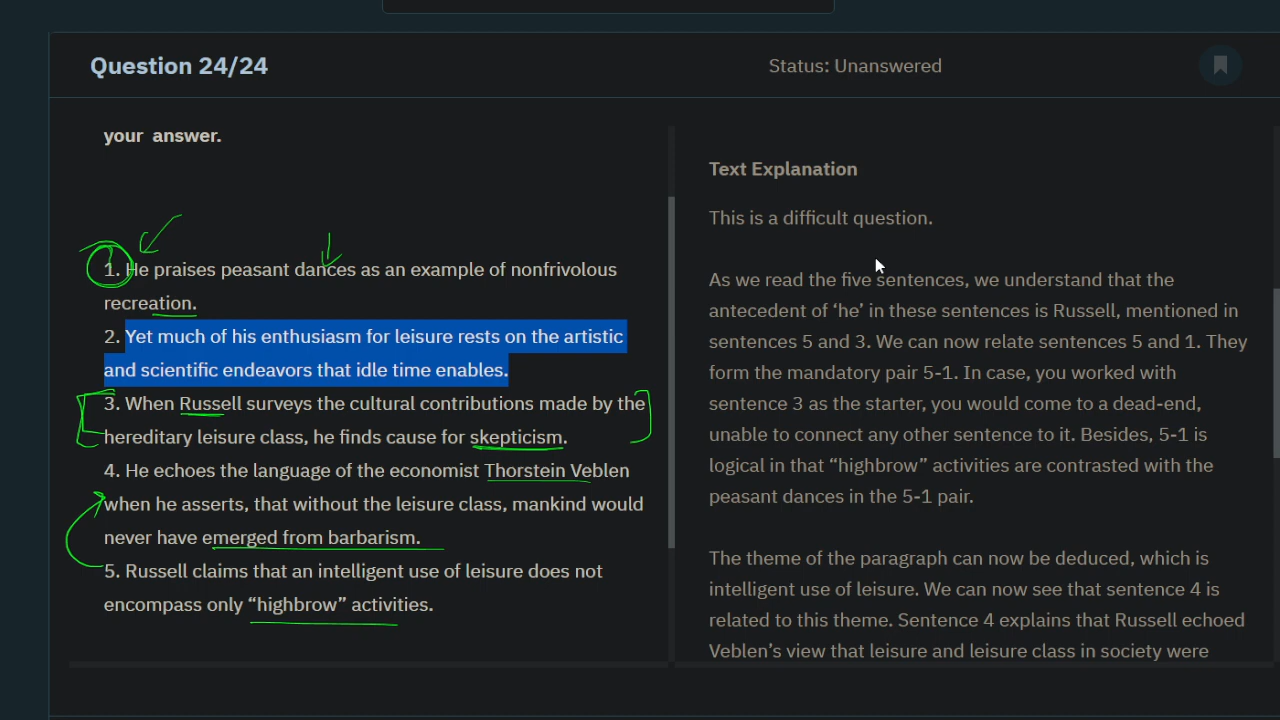 Question 24/24
Status: Unanswered
your answer.
1. He praises peasant dances as an example of nonfrivolous
recreation.
2. Yet much of his enthusiasm for leisure rests on the artistic
and scientific endeavors that idle time enables.
3. When Russell surveys the cultural contributions made by the
hereditary leisure class, he finds cause for skepticism.
4. He echoes the language of the economist Thorstein Veblen
when he asserts, that without the leisure class, mankind would
never have emerged from barbarism.
5. Russell claims that an intelligent use of leisure does not
encompass only “highbrow” activities.
Text Explanation
This is a difficult question.
As we read the five sentences, we understand that the
antecedent of ‘he’ in these sentences is Russell, mentioned in
sentences 5 and 3. We can now relate sentences 5 and 1. They
form the mandatory pair 5-1. In case, you worked with
sentence 3 as the starter, you would come to a dead-end,
unable to connect any other sentence to it. Besides, 5-1 is
logical in that “highbrow” activities are contrasted with the
peasant dances in the 5-1 pair.
The theme of the paragraph can now be deduced, which is
intelligent use of leisure. We can now see that sentence 4 is
related to this theme. Sentence 4 explains that Russell echoed
Veblen’s view that leisure and leisure class in society were